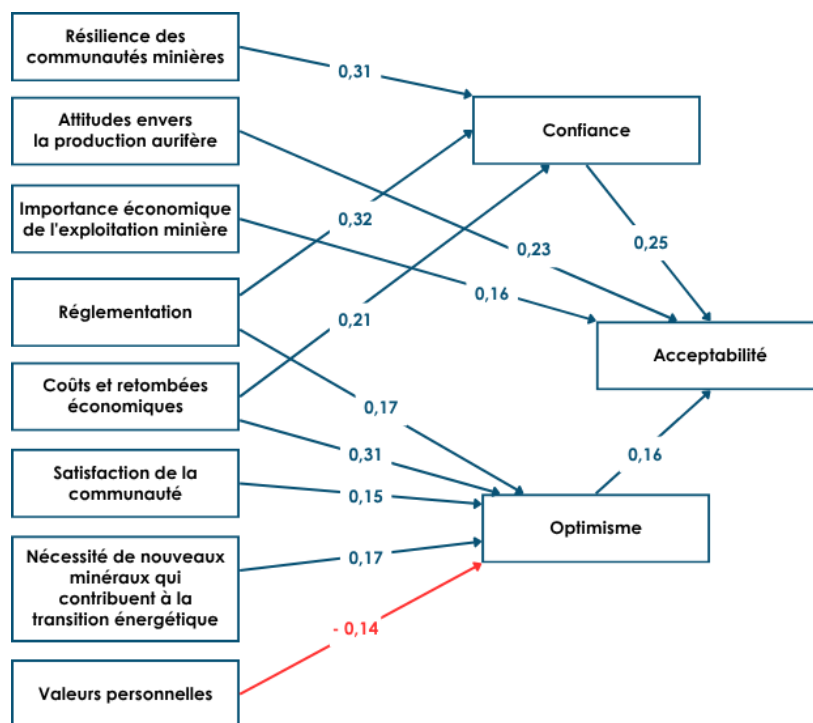 Résilience des
communautés minières
0,31
Attitudes envers
la production aurifère
Confiance
Importance économique
de l'exploitation minière
0,32
0,25
0,23
0,16
Réglementation
0,21
Acceptabilité
Coûts et retombées
économiques
0,17
0,31
0,16
Satisfaction de la
communauté
0,15
Optimisme
Nécessité de nouveaux
minéraux qui
contribuent à la
transition énergétique
0,17
- 0,14
Valeurs personnelles